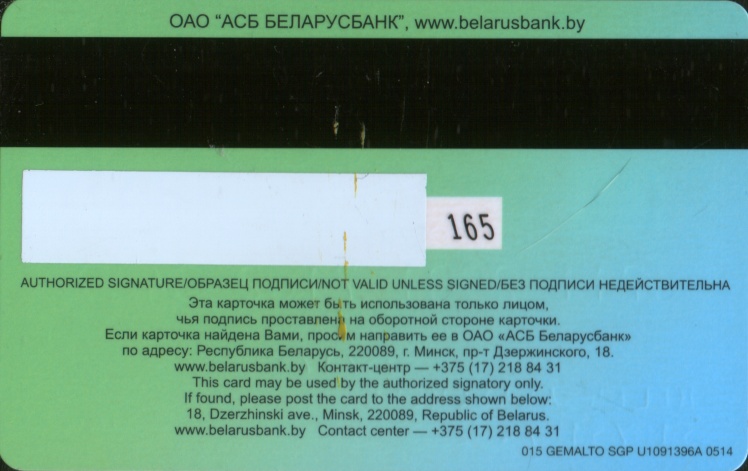 ОАО "АСБ БЕЛАРУСБАНК", www.belarusbank.by
165
AUTHORIZED SIGNATURE/ОБРАЗЕЦ ПОДПИСИ/NOT VALID UNLESS SIGNED/БЕЗ ПОДПИСИ НЕДЕЙСТВИТЕЛЬНА
Эта карточка может быть использована только лицом,
чья подпись проставлена на оборотной стороне карточки.
Если карточка найдена Вами, просим направить ее в ОАО «АСБ Беларусбанк»
по адресу: Республика Беларусь, 220089, г. Минск, пр-т Дзержинского, 18.
www.belarusbank.by Контакт-центр — +375 (17) 218 84 31
This card may be used by the authorized signatory only.
If found, please post the card to the address shown below:
18, Dzerzhinski ave., Minsk, 220089, Republic of Belarus.
www.belarusbank.by Contact center — +375 (17) 218 84 31
015 GEMALTO SGP U1091396A 0514